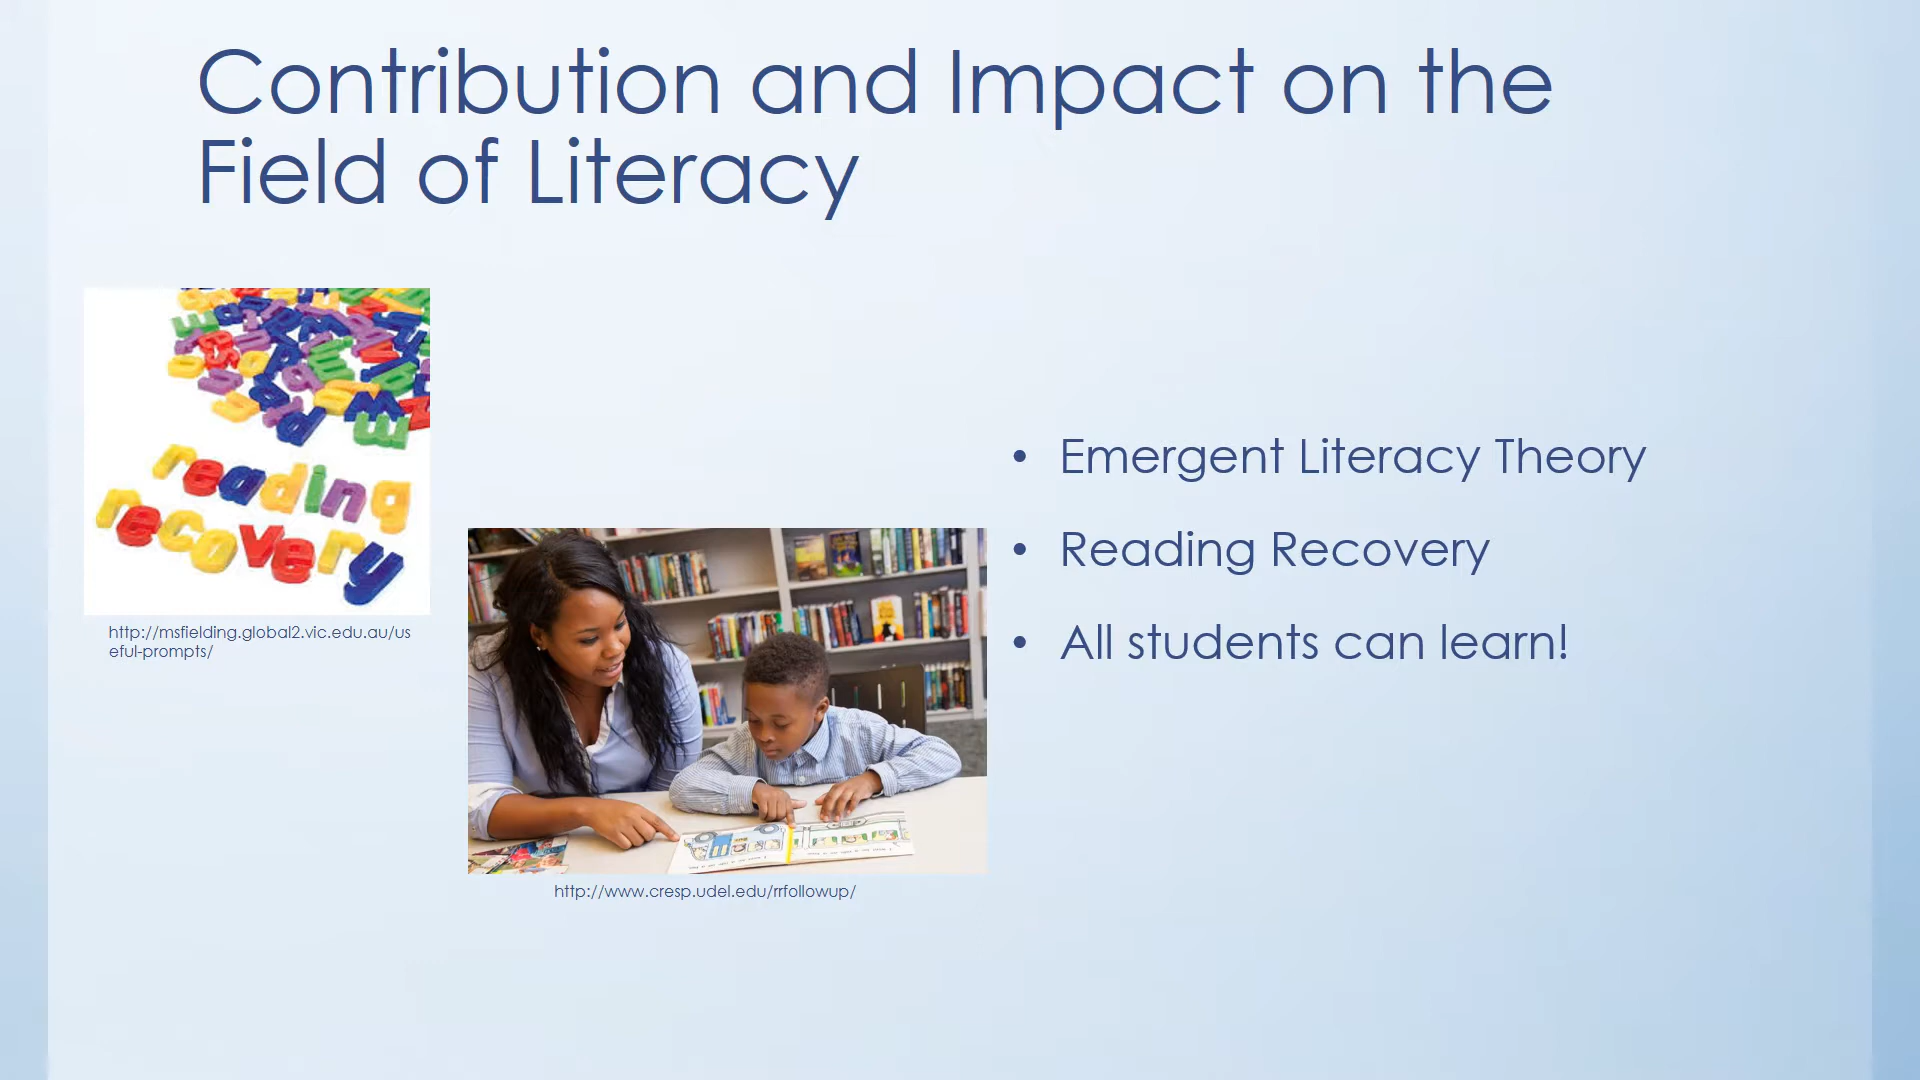 Contribution and Impact on the
Field of Literacy
reading
recovery
http://msfielding.global2.vic.edu.au/us
eful-prompts/
http://www.cresp.udel.edu/rrfollowup/
• Emergent Literacy Theory
• Reading Recovery
• All students can learn!